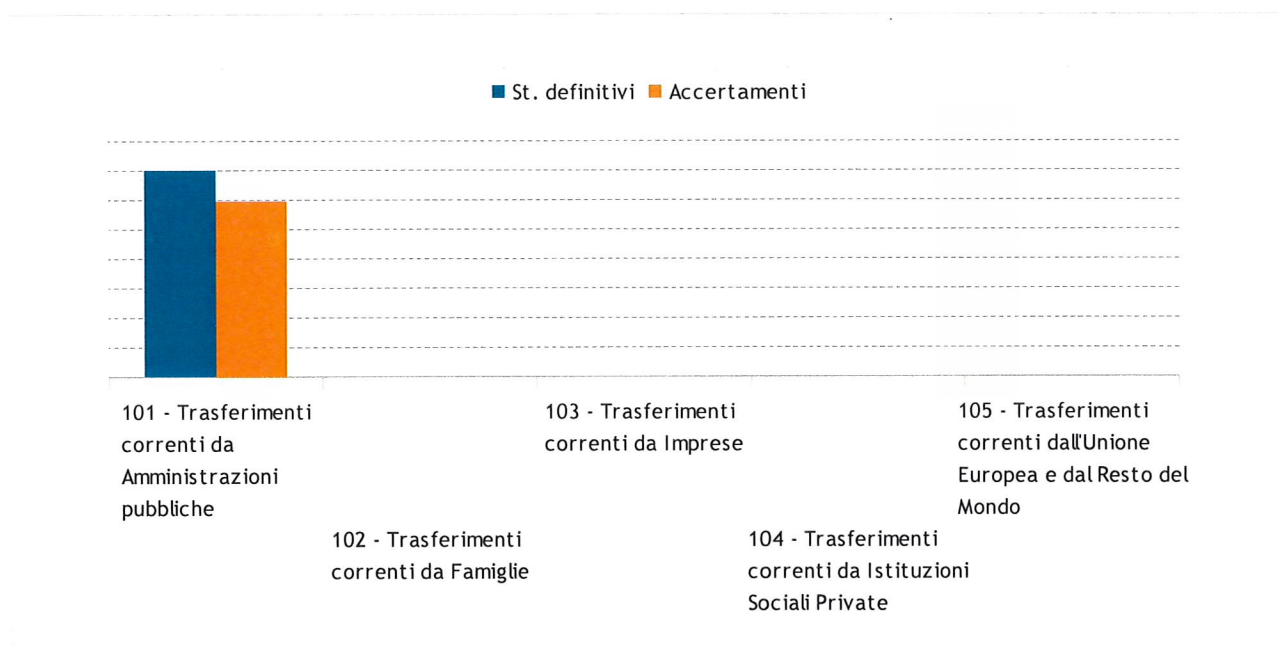 St. definitivi Accertamenti
101 - Trasferimenti
correnti da
Amministrazioni
pubbliche
102 - Trasferimenti
correnti da Famiglie
103 - Trasferimenti
correnti da Imprese
104 - Trasferimenti
correnti da Istituzioni
Sociali Private
105 - Trasferimenti
correnti dall'Unione
Europea e dal Resto del
Mondo